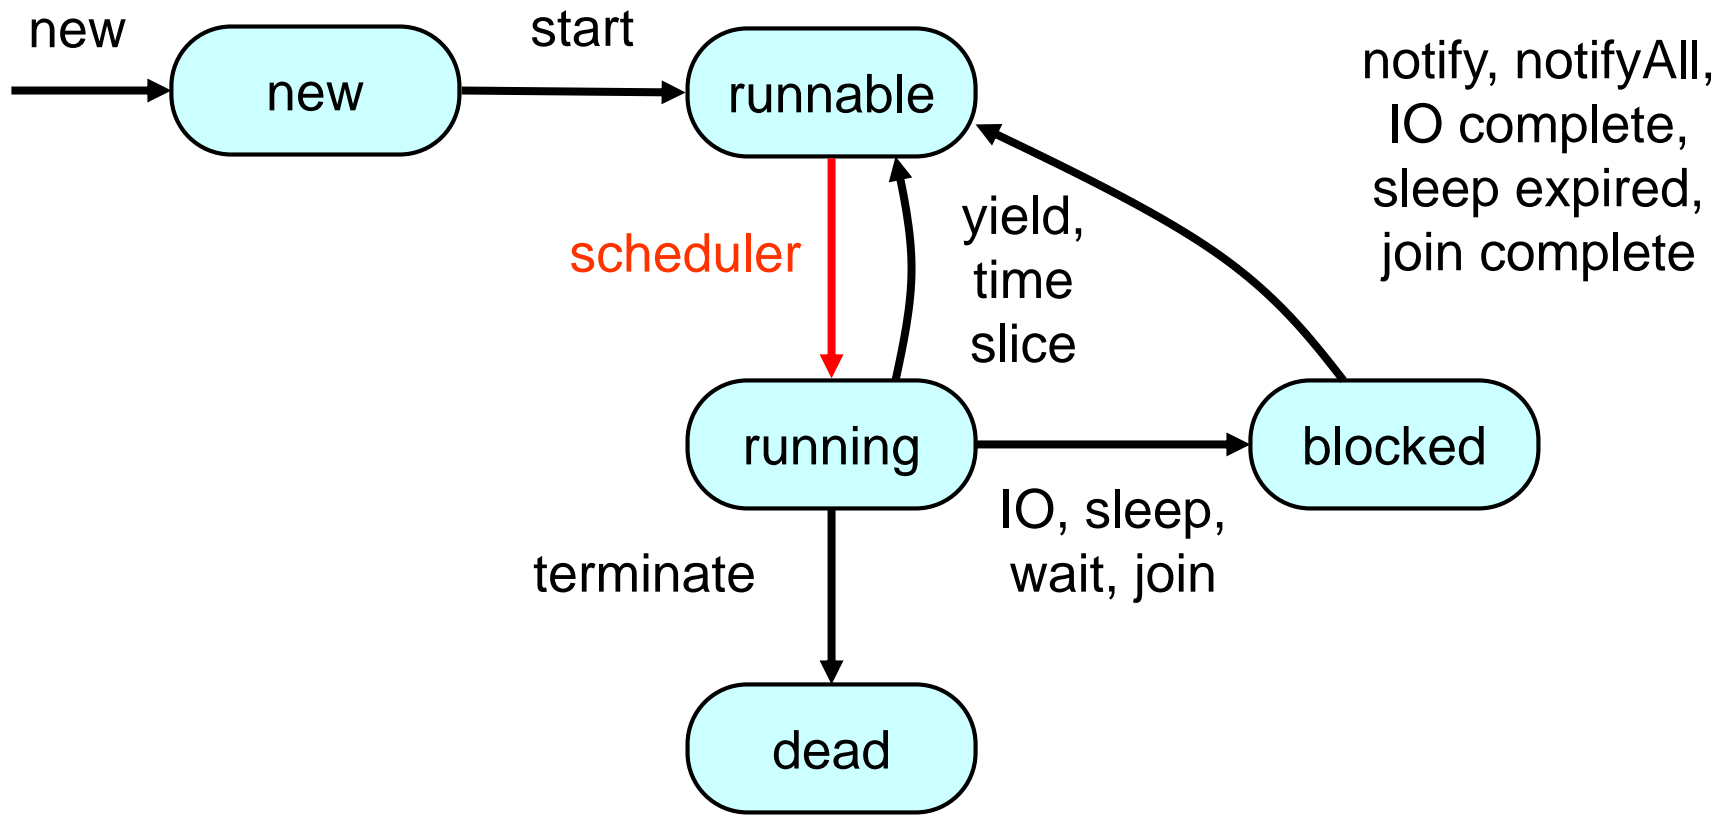 new
start
new
runnable
notify, notifyAll,
IO complete,
sleep expired,
join complete
scheduler
yield,
time
slice
running
blocked
IO, sleep,
wait, join
terminate
dead